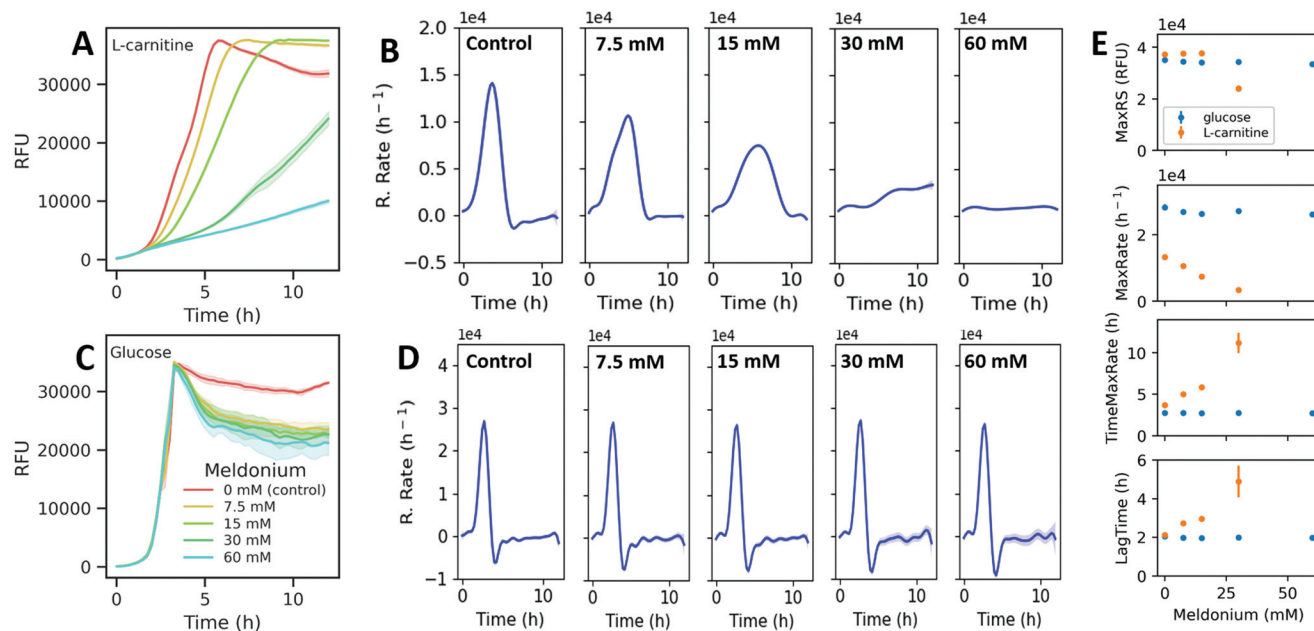 A
L-carnitine
RFU
30000
20000
10000
0
0 5 10
Time (h)
B
1e4 1e4 1e4 1e4 1e4
Control 7.5 mM 15 mM 30 mM 60 mM
R. Rate (h⁻¹)
2.0
1.5
1.0
0.5
0.0
−0.5
0 10 0 10 0 10 0 10 0 10
Time (h) Time (h) Time (h) Time (h) Time (h)
C
Glucose
RFU
30000
20000
10000
0
Meldonium
0 mM (control)
7.5 mM
15 mM
30 mM
60 mM
0 5 10
Time (h)
D
1e4 1e4 1e4 1e4 1e4
Control 7.5 mM 15 mM 30 mM 60 mM
R. Rate (h⁻¹)
4
3
2
1
0
−1
0 10 0 10 0 10 0 10 0 10
Time (h) Time (h) Time (h) Time (h) Time (h)
E
1e4
MaxRS (RFU)
4
2
0
glucose
L-carnitine
1e4
MaxRate (h⁻¹)
2
0
TimeMaxRate (h)
10
5
0
LagTime (h)
6
4
2
0
0 25 50
Meldonium (mM)